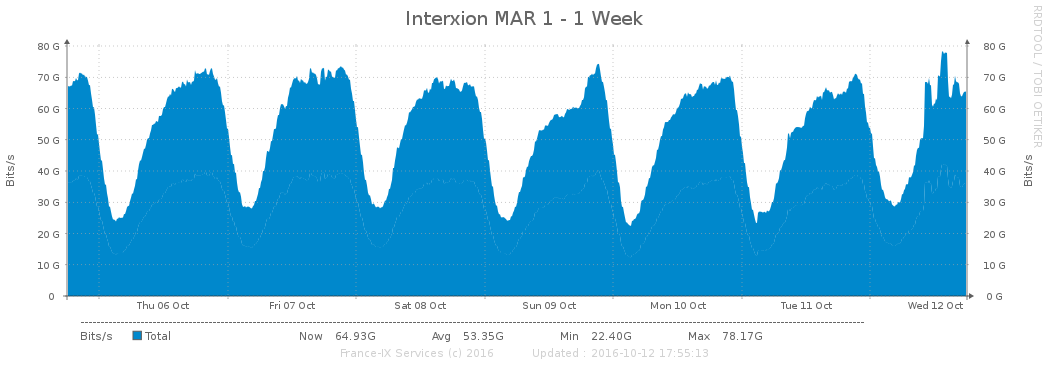 Interxion MAR 1 - 1 Week
RRDTOOL / TOBI OETIKER
Bits/s
80 G 80 G
70 G 70 G
60 G 60 G
50 G 50 G
40 G 40 G
30 G 30 G
20 G 20 G
10 G 10 G
0 0 G
Bits/s
Thu 06 Oct Fri 07 Oct Sat 08 Oct Sun 09 Oct Mon 10 Oct Tue 11 Oct Wed 12 Oct
Bits/s Total Now 64.93G Avg 53.35G Min 22.40G Max 78.17G
France-IX Services (c) 2016 Updated : 2016-10-12 17:55:13